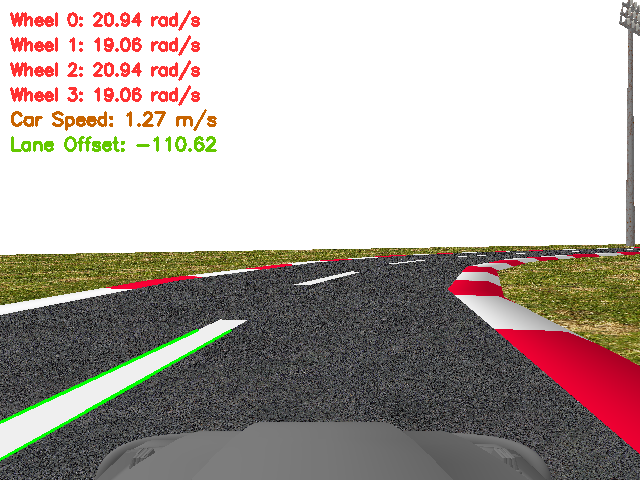 Wheel 0: 20.94 rad/s
Wheel 1: 19.06 rad/s
Wheel 2: 20.94 rad/s
Wheel 3: 19.06 rad/s
Car Speed: 1.27 m/s
Lane Offset: -110.62